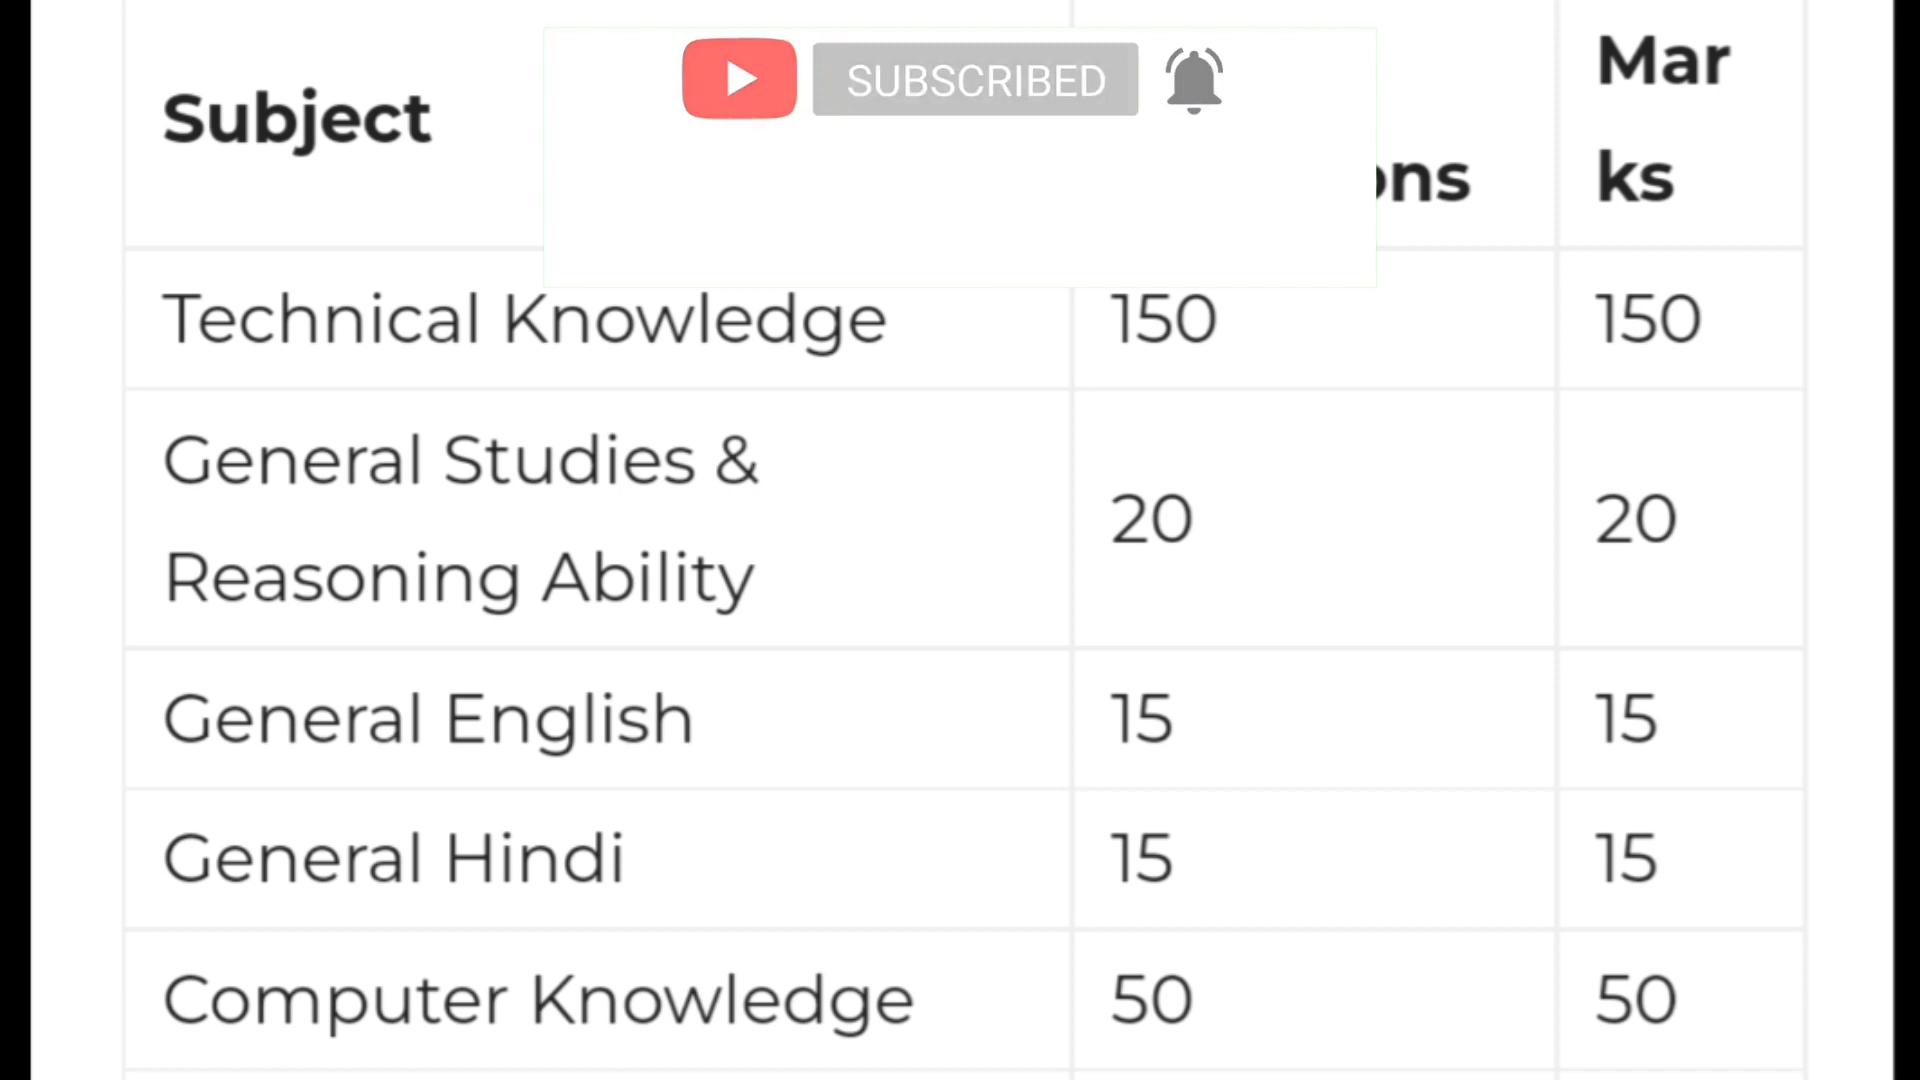 SUBSCRIBED
Subject
Mar
ks
Technical Knowledge 150 150
General Studies &
Reasoning Ability
20 20
General English 15 15
General Hindi 15 15
Computer Knowledge 50 50